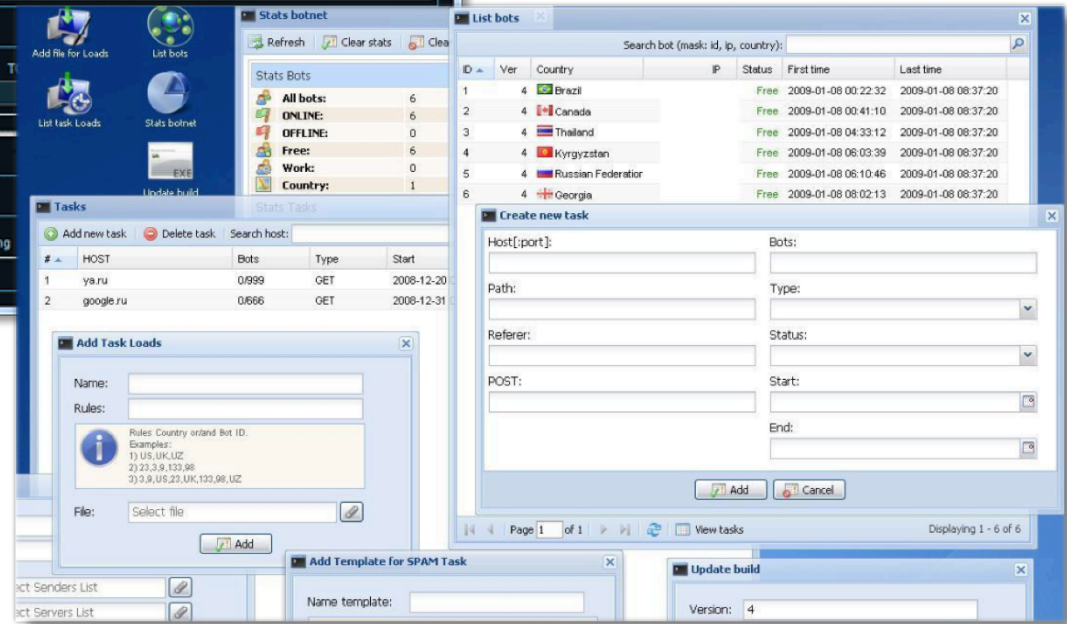 Add file for Loads
List bots
List task Loads
Stats botnet
EXE
Update build
Stats botnet
Refresh Clear stats Clea
Stats Bots
All bots: 6
ONLINE: 6
OFFLINE: 0
Free: 6
Work: 0
Country: 1
Stats Tasks
List bots
Search bot (mask: id, ip, country):
ID Ver Country IP Status First time Last time
1 4 Brazil Free 2009-01-08 00:22:32 2009-01-08 08:37:20
2 4 Canada Free 2009-01-08 00:41:10 2009-01-08 08:37:20
3 4 Thailand Free 2009-01-08 04:33:12 2009-01-08 08:37:20
4 4 Kyrgyzstan Free 2009-01-08 06:03:39 2009-01-08 08:37:20
5 4 Russian Federatior Free 2009-01-08 06:10:46 2009-01-08 08:37:20
6 4 Georgia Free 2009-01-08 08:02:13 2009-01-08 08:37:20
Tasks
Add new task Delete task Search host:
# HOST Bots Type Start
1 ya.ru 0/999 GET 2008-12-20
2 google.ru 0/666 GET 2008-12-31
Create new task
Host[:port]: Bots:
Path: Type:
Referer: Status:
POST: Start:
End:
Add Cancel
Page 1 of 1 View tasks Displaying 1 - 6 of 6
Add Task Loads
Name:
Rules:
Rules Country or/and Bot ID.
Examples:
1) US,UK,UZ
2) 23,3,9,133,98
3) 3,9,US,23,UK,133,98,UZ
File: Select file
Add
ect Senders List
ect Servers List
Add Template for SPAM Task
Name template:
Update build
Version: 4